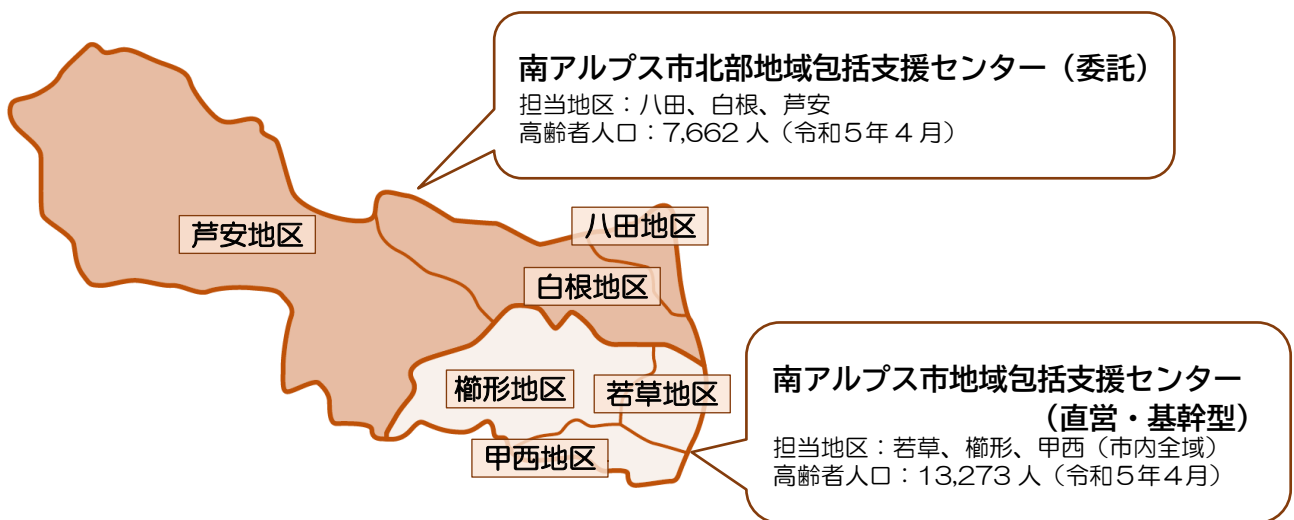 南アルプス市北部地域包括支援センター（委託）
担当地区：八田、白根、芦安
高齢者人口：7,662 人（令和５年４月）
芦安地区
八田地区
白根地区
櫛形地区
若草地区
甲西地区
南アルプス市地域包括支援センター
（直営・基幹型）
担当地区：若草、櫛形、甲西（市内全域）
高齢者人口：13,273 人（令和５年４月）